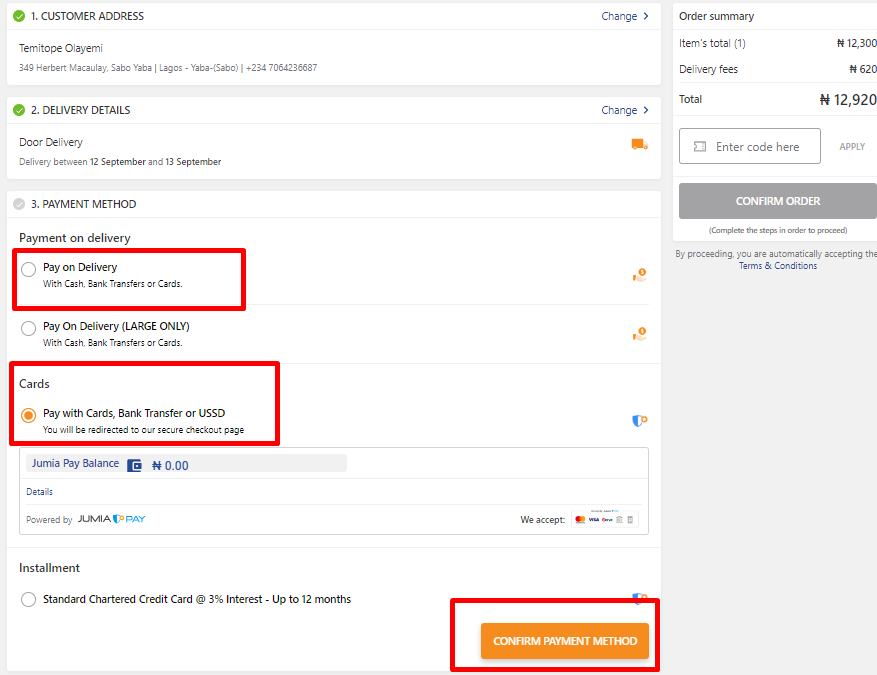 1. CUSTOMER ADDRESS
Change >
Temitope Olayemi
349 Herbert Macaulay, Sabo Yaba | Lagos - Yaba-(Sabo) | +234 7064236687
2. DELIVERY DETAILS
Change >
Door Delivery
Delivery between 12 September and 13 September
3. PAYMENT METHOD
Payment on delivery
Pay on Delivery
With Cash, Bank Transfers or Cards.
Pay On Delivery (LARGE ONLY)
With Cash, Bank Transfers or Cards.
Cards
Pay with Cards, Bank Transfer or USSD
You will be redirected to our secure checkout page
Jumia Pay Balance ₦ 0.00
Details
Powered by JUMIA PAY
We accept: VISA
Installment
Standard Chartered Credit Card @ 3% Interest - Up to 12 months
CONFIRM PAYMENT METHOD
Order summary
Item's total (1) ₦ 12,300
Delivery fees ₦ 620
Total ₦ 12,920
Enter code here APPLY
CONFIRM ORDER
(Complete the steps in order to proceed)
By proceeding, you are automatically accepting the
Terms & Conditions